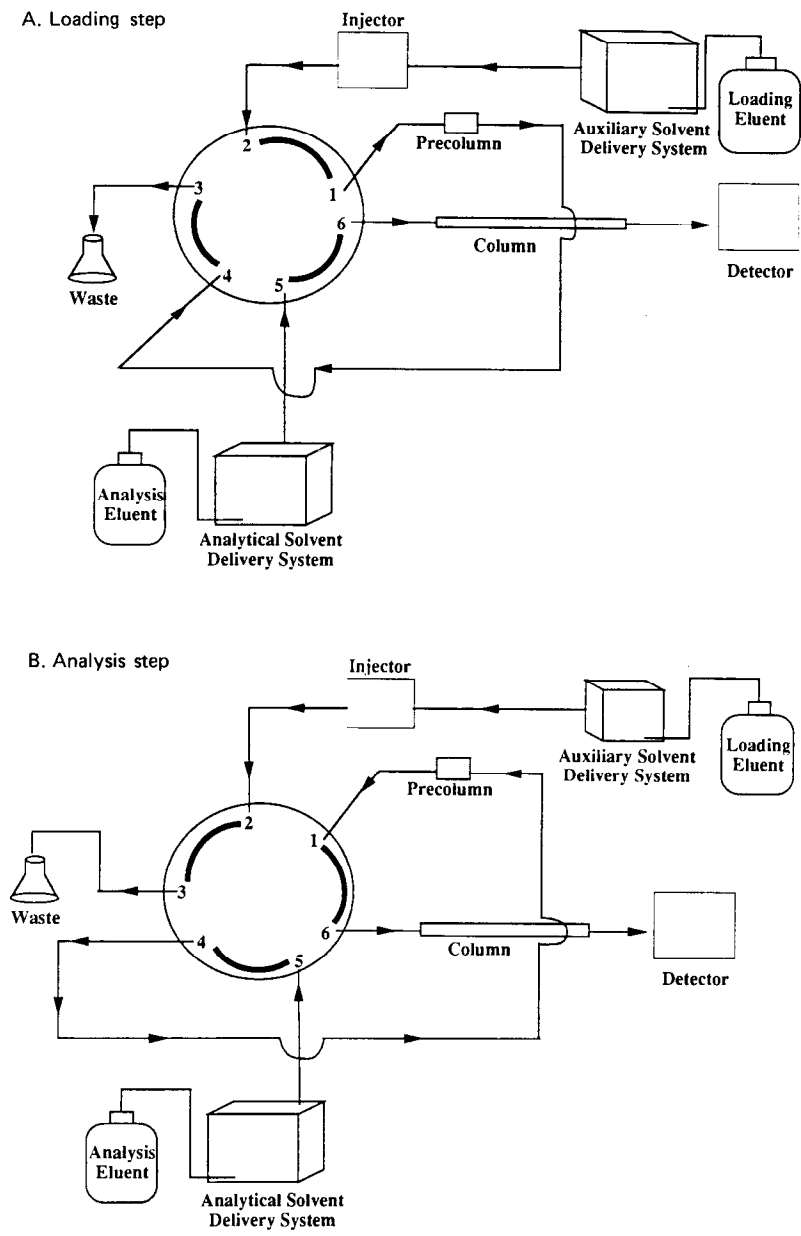 A. Loading step
Injector
Loading
Eluent
Auxiliary Solvent
Delivery System
Precolumn
2
1
3
6
Column
4
5
Waste
Detector
Analysis
Eluent
Analytical Solvent
Delivery System
B. Analysis step
Injector
Loading
Eluent
Auxiliary Solvent
Delivery System
Precolumn
2
1
3
Waste
4
6
5
Column
Detector
Analysis
Eluent
Analytical Solvent
Delivery System